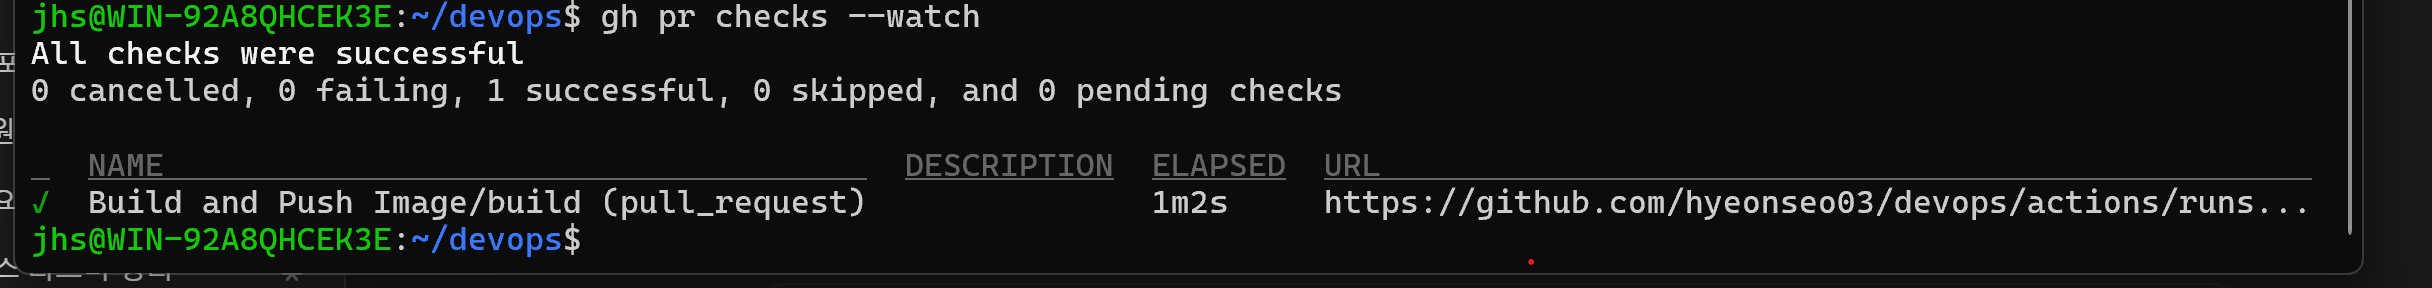 jhs@WIN-92A8QHCEK3E:~/devops$ gh pr checks --watch
All checks were successful
0 cancelled, 0 failing, 1 successful, 0 skipped, and 0 pending checks
NAME DESCRIPTION ELAPSED URL
√ Build and Push Image/build (pull_request) 1m2s https://github.com/hyeonseo03/devops/actions/runs...
jhs@WIN-92A8QHCEK3E:~/devops$